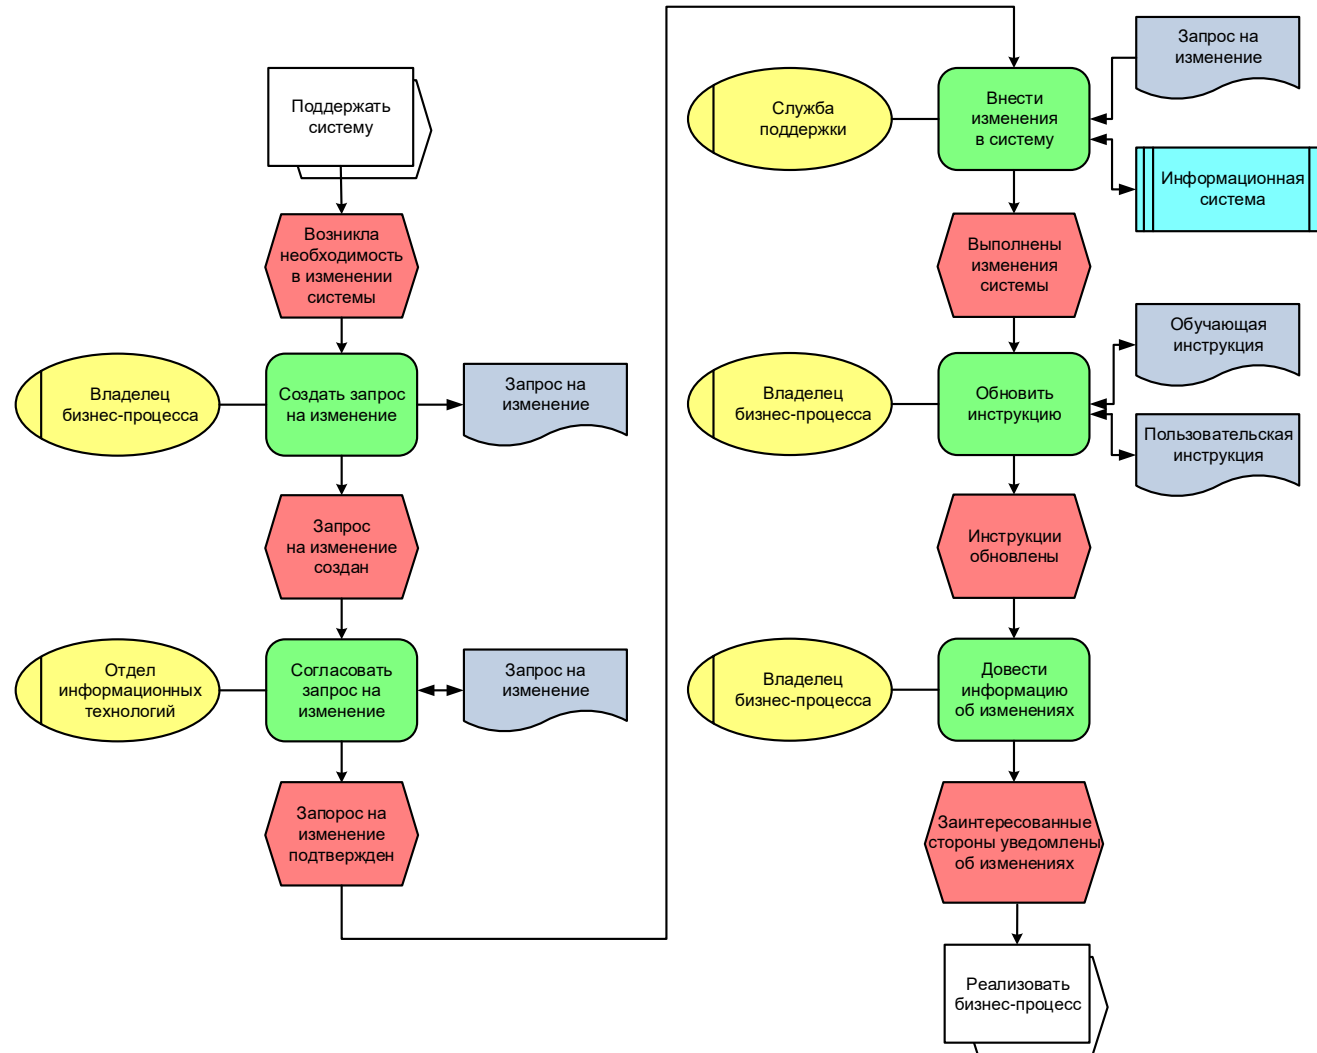 Поддержать
систему
Возникла
необходимость
в изменении
системы
Владелец
бизнес-процесса
Создать запрос
на изменение
Запрос на
изменение
Запрос
на изменение
создан
Отдел
информационных
технологий
Согласовать
запрос на
изменение
Запрос на
изменение
Запорос на
изменение
подтвержден
Служба
поддержки
Внести
изменения
в систему
Запрос на
изменение
Информационная
система
Выполнены
изменения
системы
Владелец
бизнес-процесса
Обновить
инструкцию
Обучающая
инструкция
Пользовательская
инструкция
Инструкции
обновлены
Владелец
бизнес-процесса
Довести
информацию
об изменениях
Заинтересованные
стороны уведомлены
об изменениях
Реализовать
бизнес-процесс